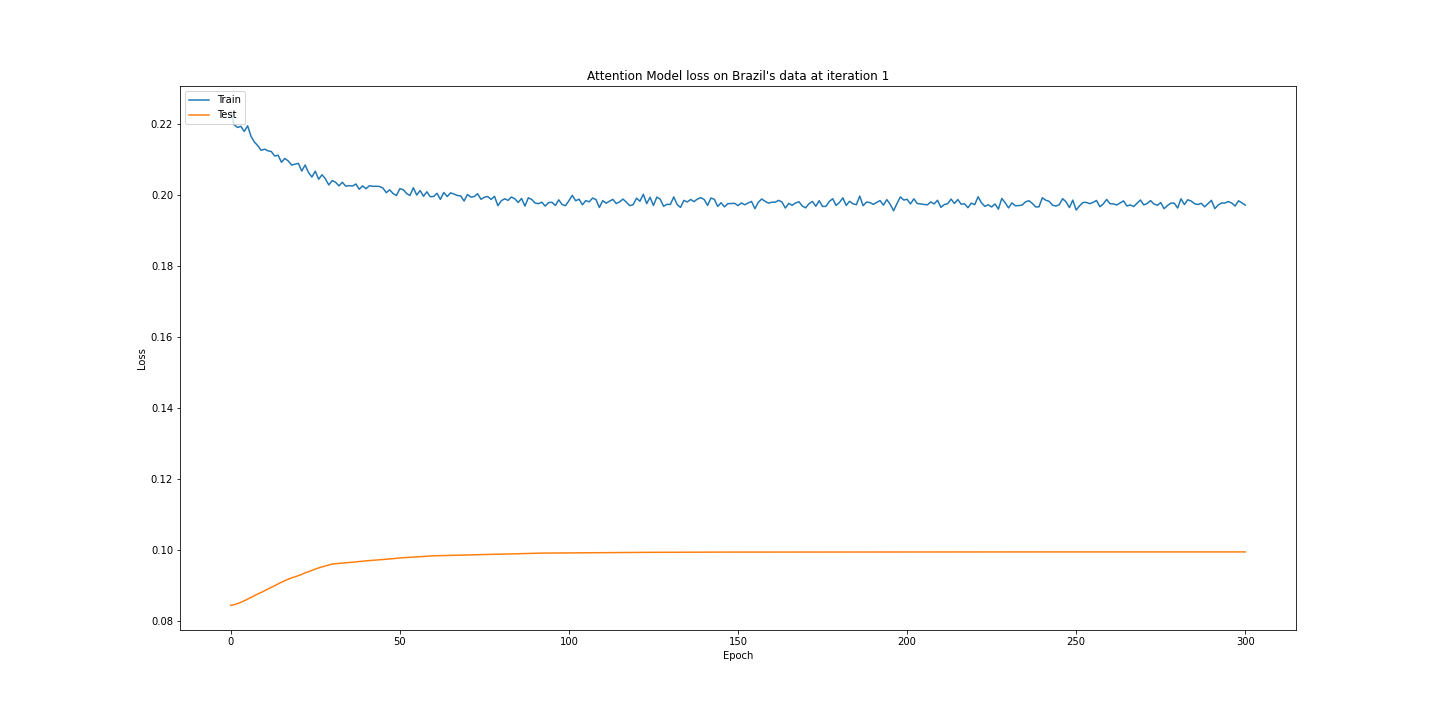 Attention Model loss on Brazil's data at iteration 1
Train
Test
0.22
0.20
0.18
0.16
0.14
0.12
0.10
0.08
Loss
0 50 100 150 200 250 300
Epoch